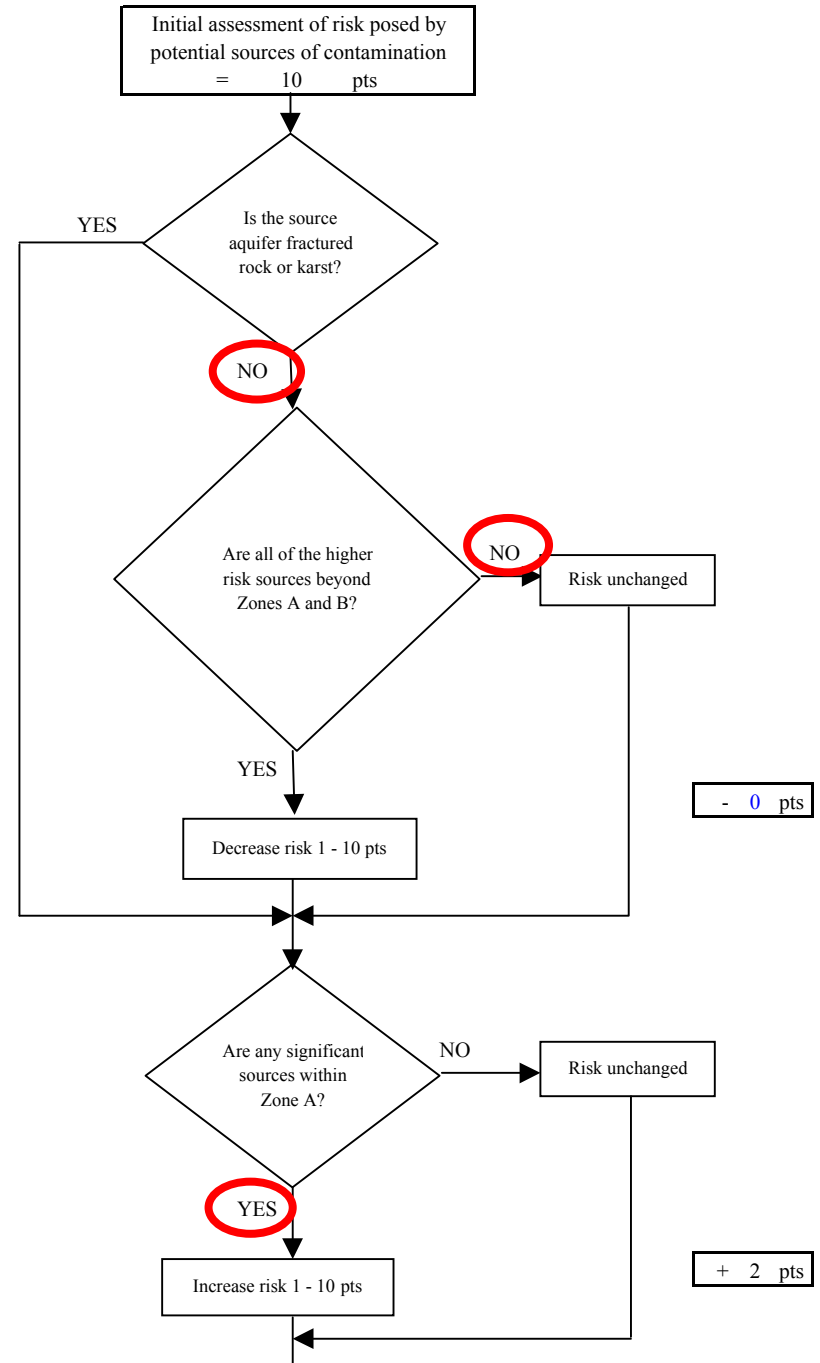 Initial assessment of risk posed by
potential sources of contamination
= 10 pts
YES
Is the source
aquifer fractured
rock or karst?
NO
Are all of the higher
risk sources beyond
Zones A and B?
NO
Risk unchanged
YES
- 0 pts
Decrease risk 1 - 10 pts
Are any significant
sources within
Zone A?
NO
Risk unchanged
YES
+ 2 pts
Increase risk 1 - 10 pts